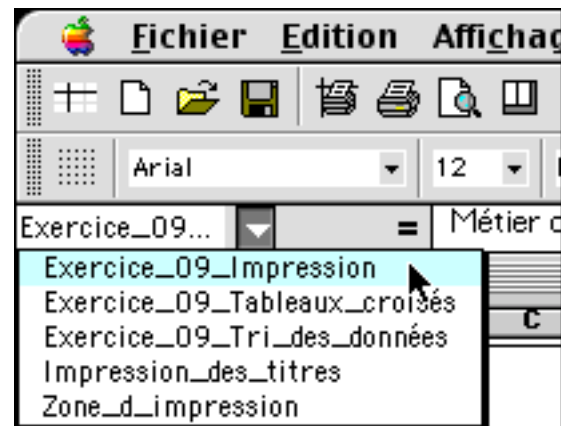 Fichier Edition Affichag
Arial 12
Exercice_09... = Métier
Exercice_09_Impression
Exercice_09_Tableaux_croisés
C
Exercice_09_Tri_des_données
Impression_des_titres
Zone_d_impression